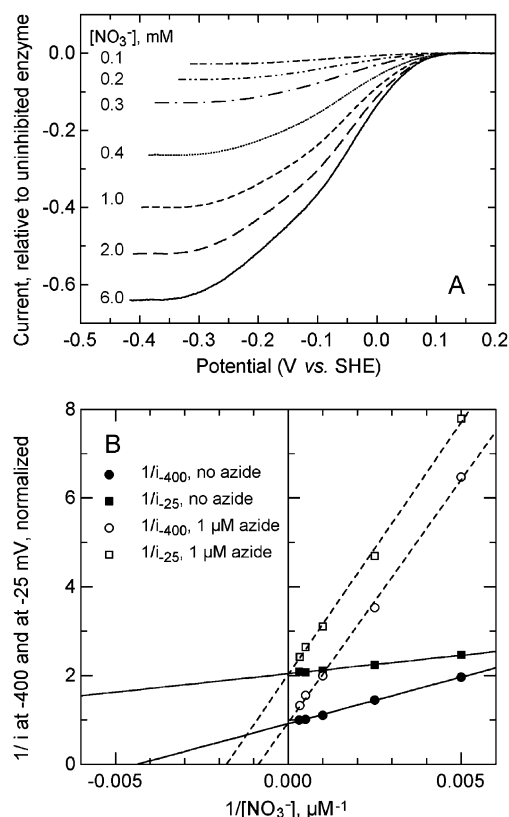 [NO3-], mM
0.1
0.2
0.3
0.4
1.0
2.0
6.0
0.0
-0.2
-0.4
-0.6
Current, relative to uninhibited enzyme
A
-0.5 -0.4 -0.3 -0.2 -0.1 0.0 0.1 0.2
Potential (V vs. SHE)
B
1/i-400, no azide
1/i-25, no azide
1/i-400, 1 µM azide
1/i-25, 1 µM azide
8
6
4
2
0
1/ i at -400 and at -25 mV, normalized
-0.005 0.000 0.005
1/[NO3-], µM-1